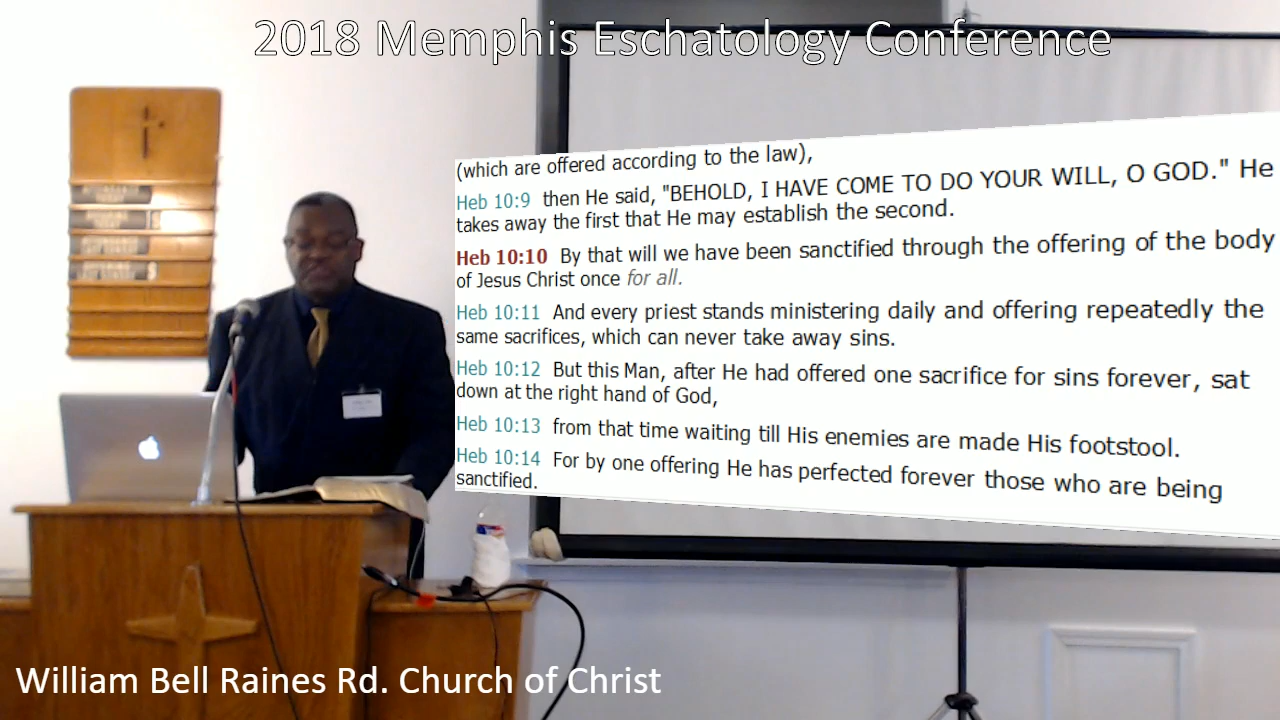 2018 Memphis Eschatology Conference
(which are offered according to the law),
Heb 10:9 then He said, "BEHOLD, I HAVE COME TO DO YOUR WILL, O GOD." He
takes away the first that He may establish the second.
Heb 10:10 By that will we have been sanctified through the offering of the body
of Jesus Christ once for all.
Heb 10:11 And every priest stands ministering daily and offering repeatedly the
same sacrifices, which can never take away sins.
Heb 10:12 But this Man, after He had offered one sacrifice for sins forever, sat
down at the right hand of God,
Heb 10:13 from that time waiting till His enemies are made His footstool.
Heb 10:14 For by one offering He has perfected forever those who are being
sanctified.
William Bell Raines Rd. Church of Christ